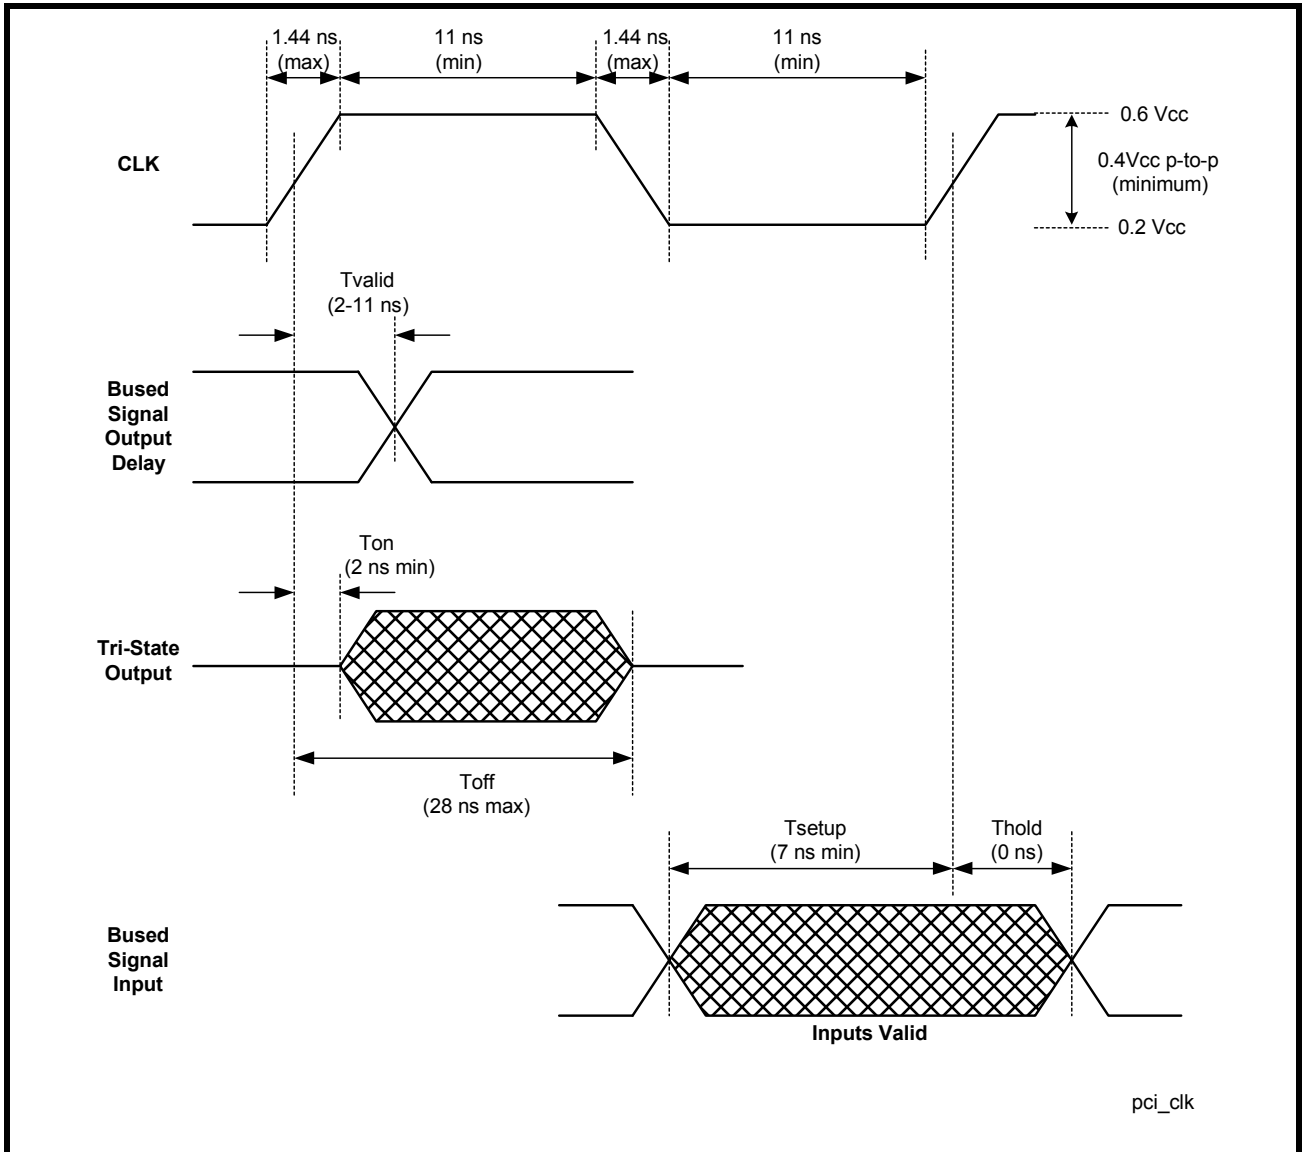 1.44 ns
(max)
11 ns
(min)
1.44 ns
(max)
11 ns
(min)
CLK
0.6 Vcc
0.4Vcc p-to-p
(minimum)
0.2 Vcc
Tvalid
(2-11 ns)
Bused
Signal
Output
Delay
Ton
(2 ns min)
Tri-State
Output
Toff
(28 ns max)
Tsetup
(7 ns min)
Thold
(0 ns)
Bused
Signal
Input
Inputs Valid
pci_clk